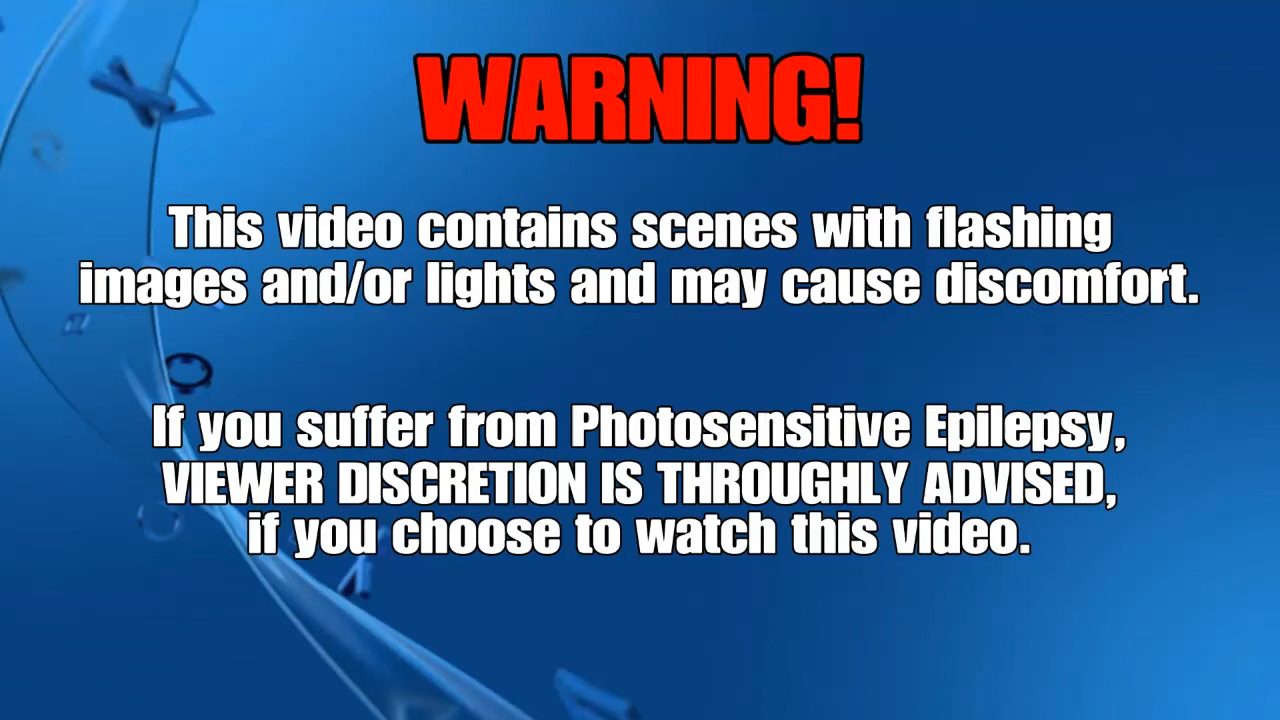 WARNING!
This video contains scenes with flashing
images and/or lights and may cause discomfort.
If you suffer from Photosensitive Epilepsy,
VIEWER DISCRETION IS THROUGHLY ADVISED,
if you choose to watch this video.